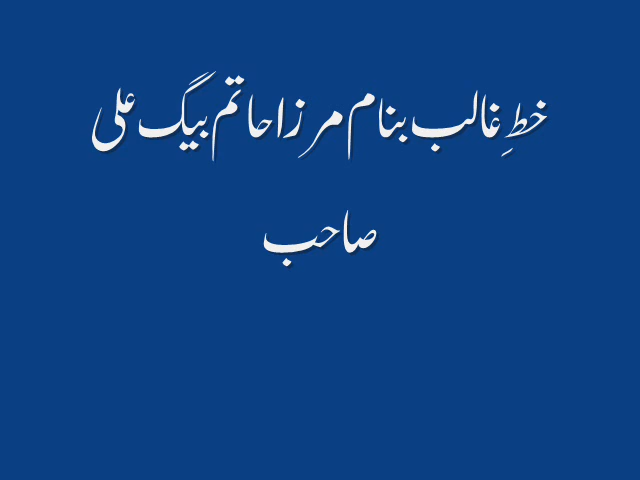 خطِ غالب بنام مرزا حاتم بیگ علی
صاحب